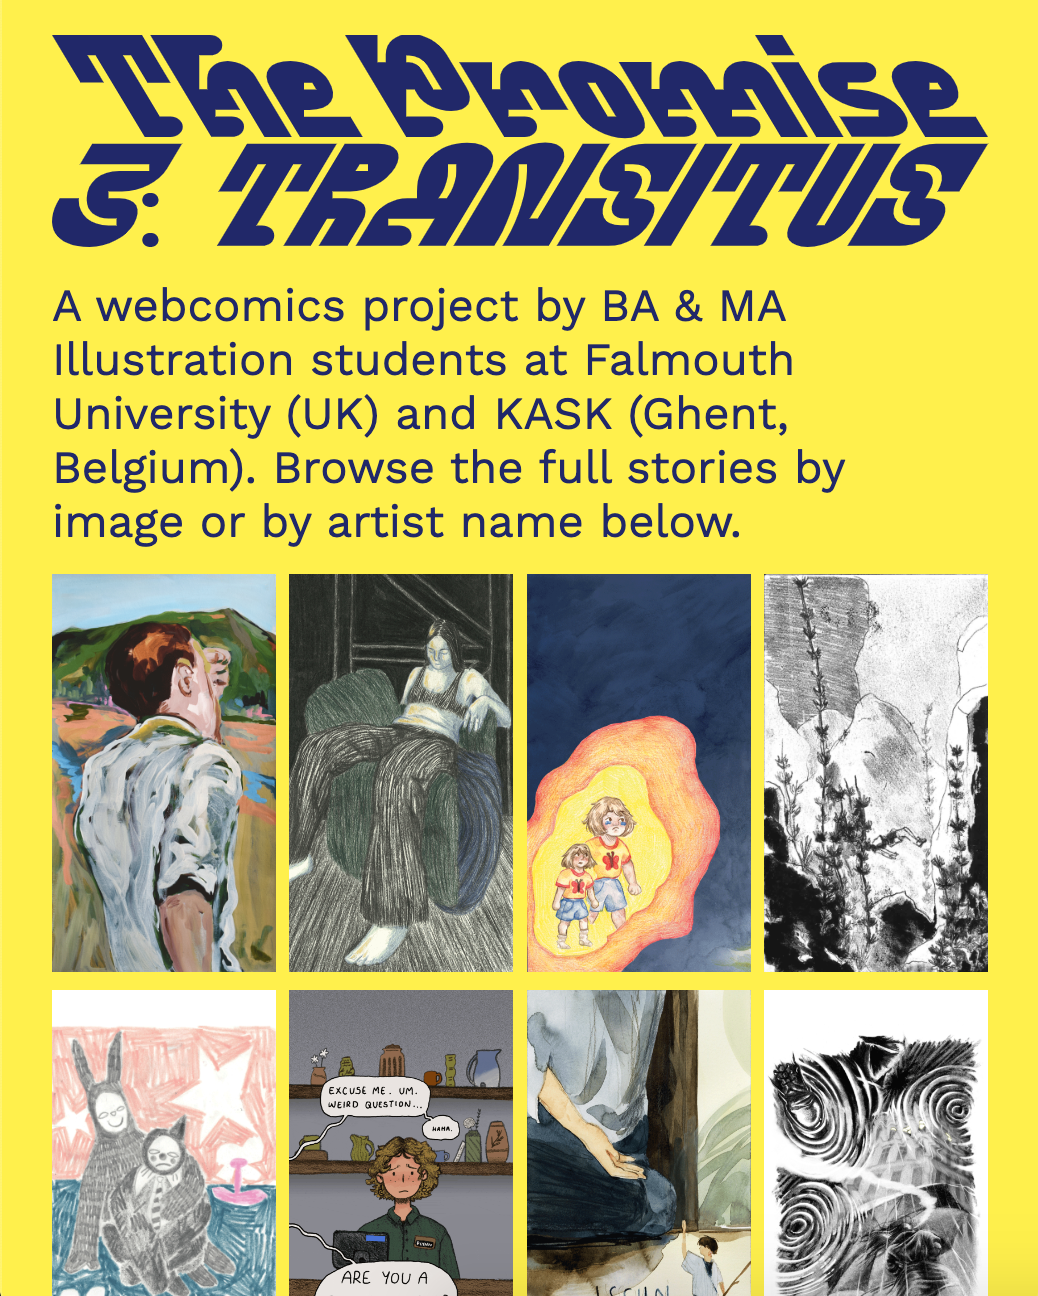 The Promise
5: TRANSITUS
A webcomics project by BA & MA
Illustration students at Falmouth
University (UK) and KASK (Ghent,
Belgium). Browse the full stories by
image or by artist name below.
EXCUSE ME. UM.
WEIRD QUESTION...
HAHA.
ARE YOU A